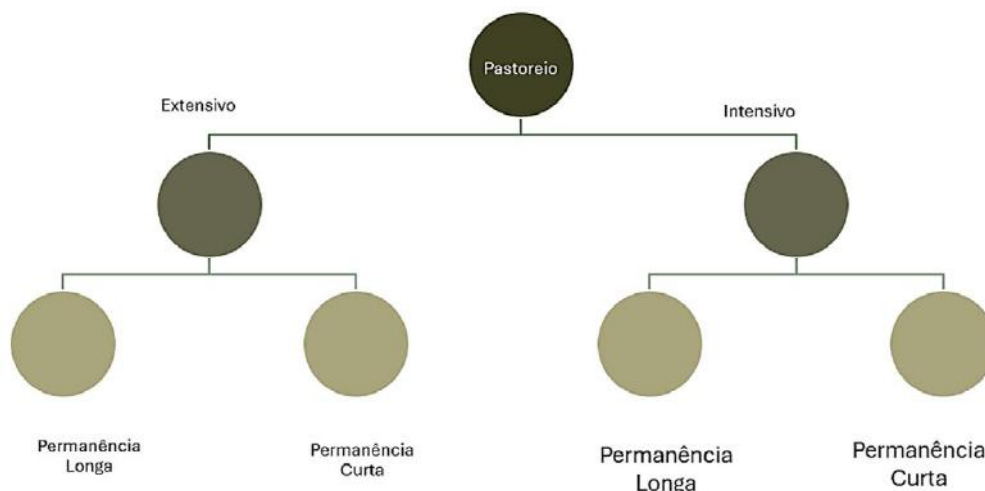 Pastoreio
Extensivo
Intensivo
Permanência
Longa
Permanência
Curta
Permanência
Longa
Permanência
Curta